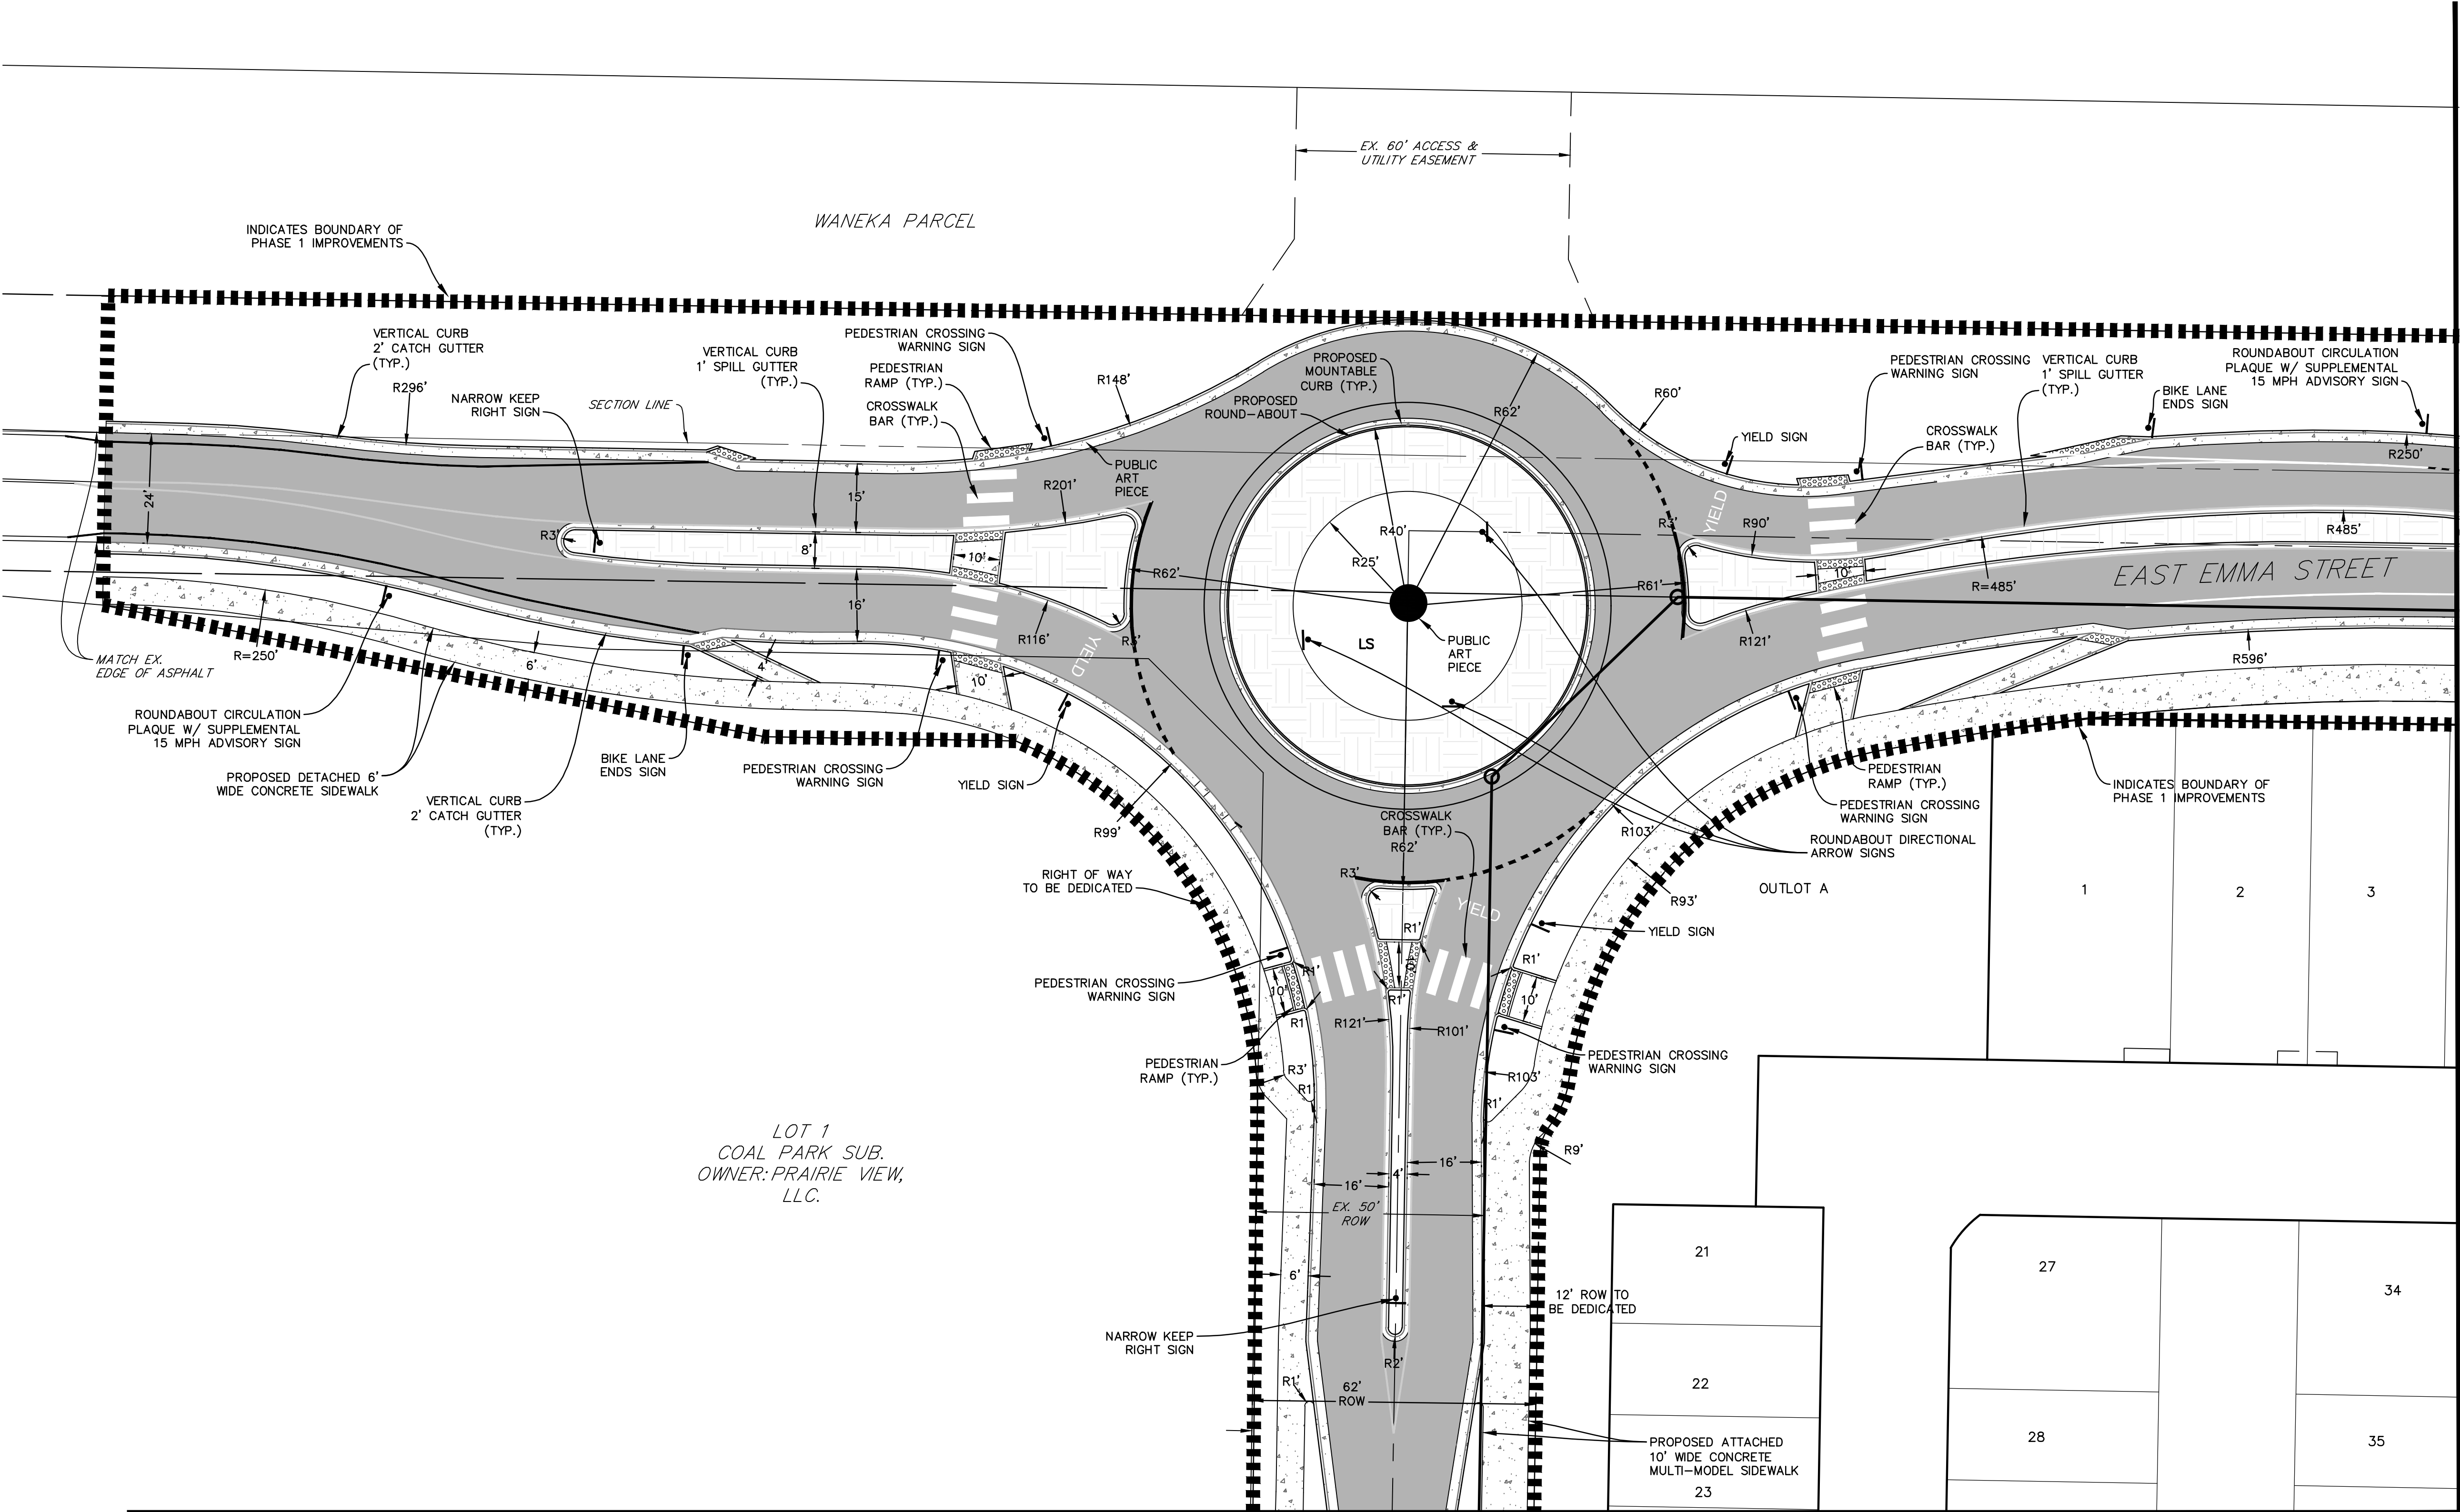 EX. 60' ACCESS &
UTILITY EASEMENT
WANEKA PARCEL
INDICATES BOUNDARY OF
PHASE 1 IMPROVEMENTS
VERTICAL CURB
2' CATCH GUTTER
(TYP.)
R296'
NARROW KEEP
RIGHT SIGN
SECTION LINE
VERTICAL CURB
1' SPILL GUTTER
(TYP.)
PEDESTRIAN CROSSING
WARNING SIGN
PEDESTRIAN
RAMP (TYP.)
CROSSWALK
BAR (TYP.)
R148'
PUBLIC
ART
PIECE
PROPOSED
MOUNTABLE
CURB (TYP.)
PROPOSED
ROUND-ABOUT
R62'
R60'
YIELD SIGN
PEDESTRIAN CROSSING
WARNING SIGN
VERTICAL CURB
1' SPILL GUTTER
(TYP.)
ROUNDABOUT CIRCULATION
PLAQUE W/ SUPPLEMENTAL
15 MPH ADVISORY SIGN
BIKE LANE
ENDS SIGN
CROSSWALK
BAR (TYP.)
R250'
24'
15'
R201'
R3'
8'
10'
16'
R116'
R3'
YIELD
R62'
R40'
R25'
LS
PUBLIC
ART
PIECE
R61'
R3'
YIELD
R90'
10'
R121'
R485'
R=485'
EAST EMMA STREET
R596'
MATCH EX.
EDGE OF ASPHALT
R=250'
6'
4'
10'
ROUNDABOUT CIRCULATION
PLAQUE W/ SUPPLEMENTAL
15 MPH ADVISORY SIGN
PROPOSED DETACHED 6'
WIDE CONCRETE SIDEWALK
VERTICAL CURB
2' CATCH GUTTER
(TYP.)
BIKE LANE
ENDS SIGN
PEDESTRIAN CROSSING
WARNING SIGN
YIELD SIGN
R99'
RIGHT OF WAY
TO BE DEDICATED
CROSSWALK
BAR (TYP.)
R62'
R3'
YIELD
R103'
R93'
PEDESTRIAN
RAMP (TYP.)
PEDESTRIAN CROSSING
WARNING SIGN
ROUNDABOUT DIRECTIONAL
ARROW SIGNS
INDICATES BOUNDARY OF
PHASE 1 IMPROVEMENTS
OUTLOT A
1
2
3
YIELD SIGN
PEDESTRIAN CROSSING
WARNING SIGN
R1'
R1'
10'
R1'
R1'
10'
R1'
10'
R1
R121'
R101'
PEDESTRIAN
RAMP (TYP.)
PEDESTRIAN CROSSING
WARNING SIGN
R3'
R1'
R103'
R1'
LOT 1
COAL PARK SUB.
OWNER: PRAIRIE VIEW,
LLC.
R9'
16'
4'
16'
EX. 50'
ROW
6'
12' ROW TO
BE DEDICATED
21
27
34
NARROW KEEP
RIGHT SIGN
R2'
R1'
62'
ROW
22
28
35
PROPOSED ATTACHED
10' WIDE CONCRETE
MULTI-MODEL SIDEWALK
23